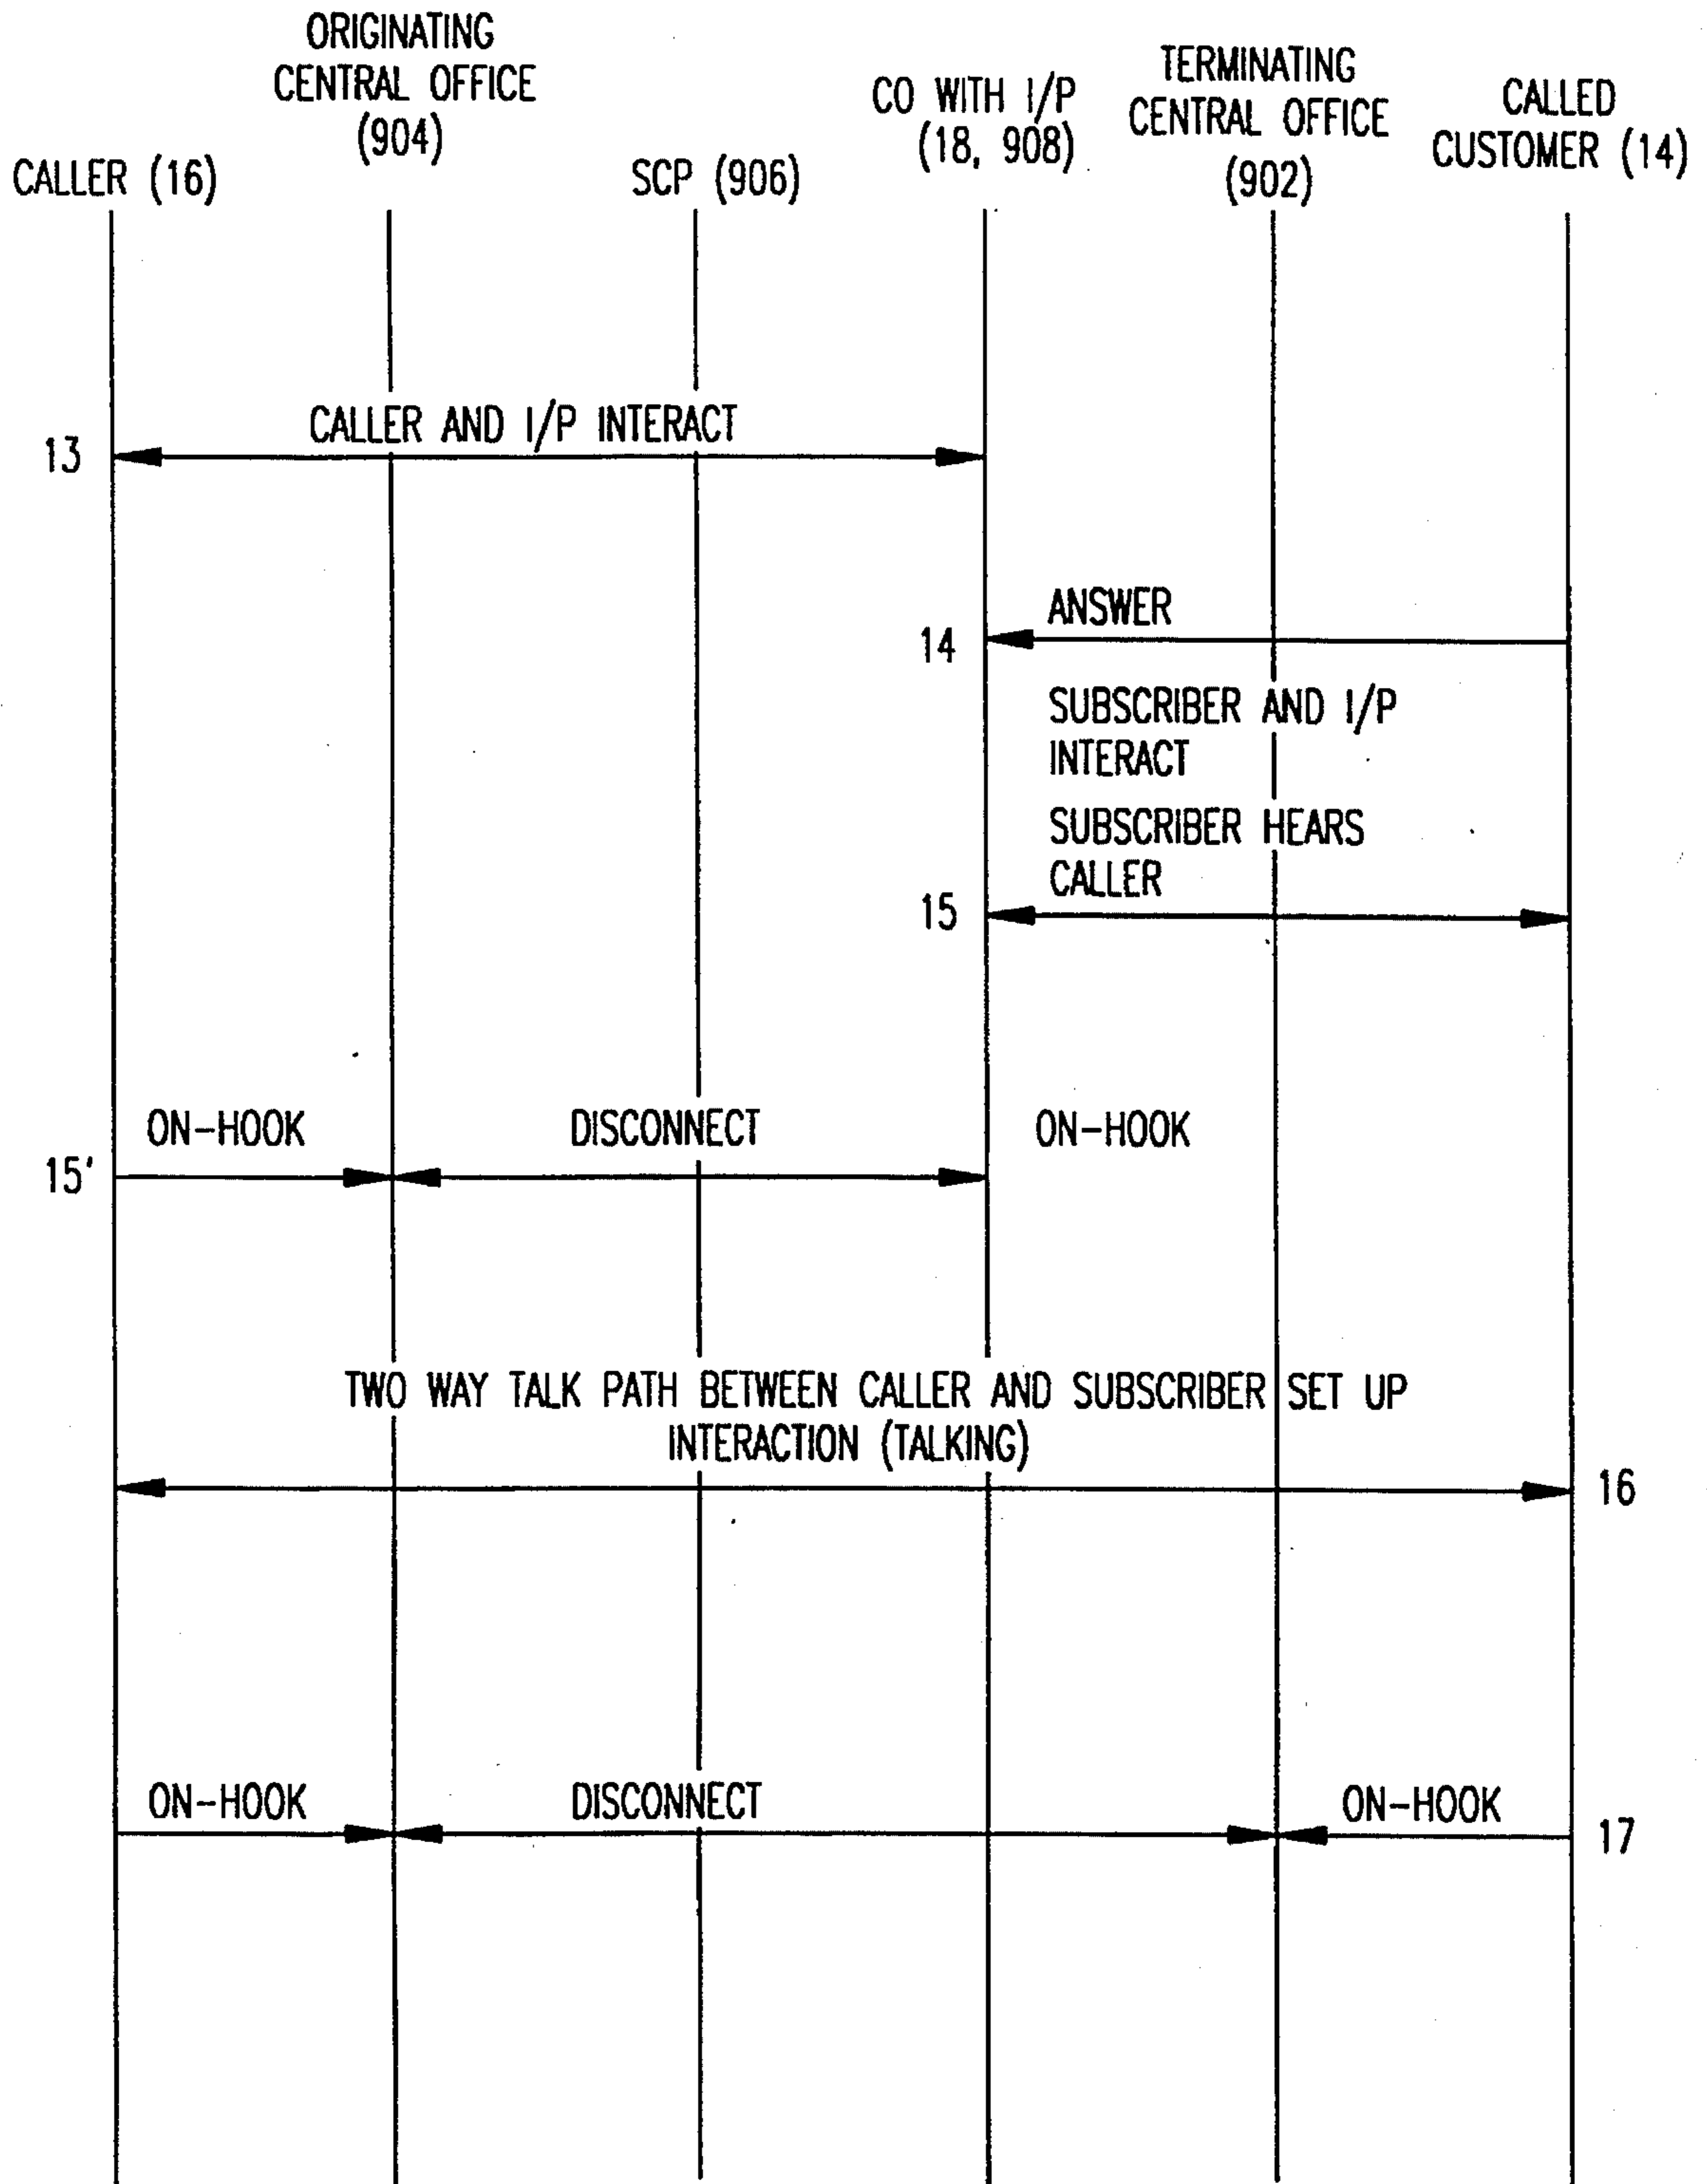 ORIGINATING
CENTRAL OFFICE
(904)
CALLER (16)
SCP (906)
CO WITH I/P
(18, 908)
TERMINATING
CENTRAL OFFICE
(902)
CALLED
CUSTOMER (14)
CALLER AND I/P INTERACT
13
ANSWER
14
SUBSCRIBER AND I/P
INTERACT
SUBSCRIBER HEARS
CALLER
15
ON-HOOK DISCONNECT ON-HOOK
15'
TWO WAY TALK PATH BETWEEN CALLER AND SUBSCRIBER SET UP
INTERACTION (TALKING)
16
ON-HOOK DISCONNECT ON-HOOK
17